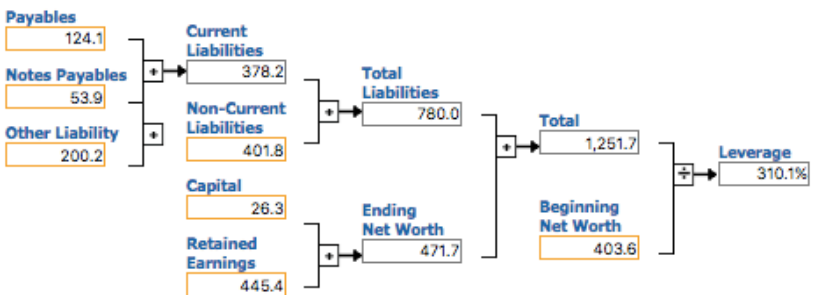 Payables
124.1
Notes Payables
53.9
Other Liability
200.2
+
+
Current
Liabilities
378.2
Non-Current
Liabilities
401.8
+
Capital
26.3
Retained
Earnings
445.4
+
Total
Liabilities
780.0
Ending
Net Worth
471.7
+
Total
1,251.7
Beginning
Net Worth
403.6
÷
Leverage
310.1%